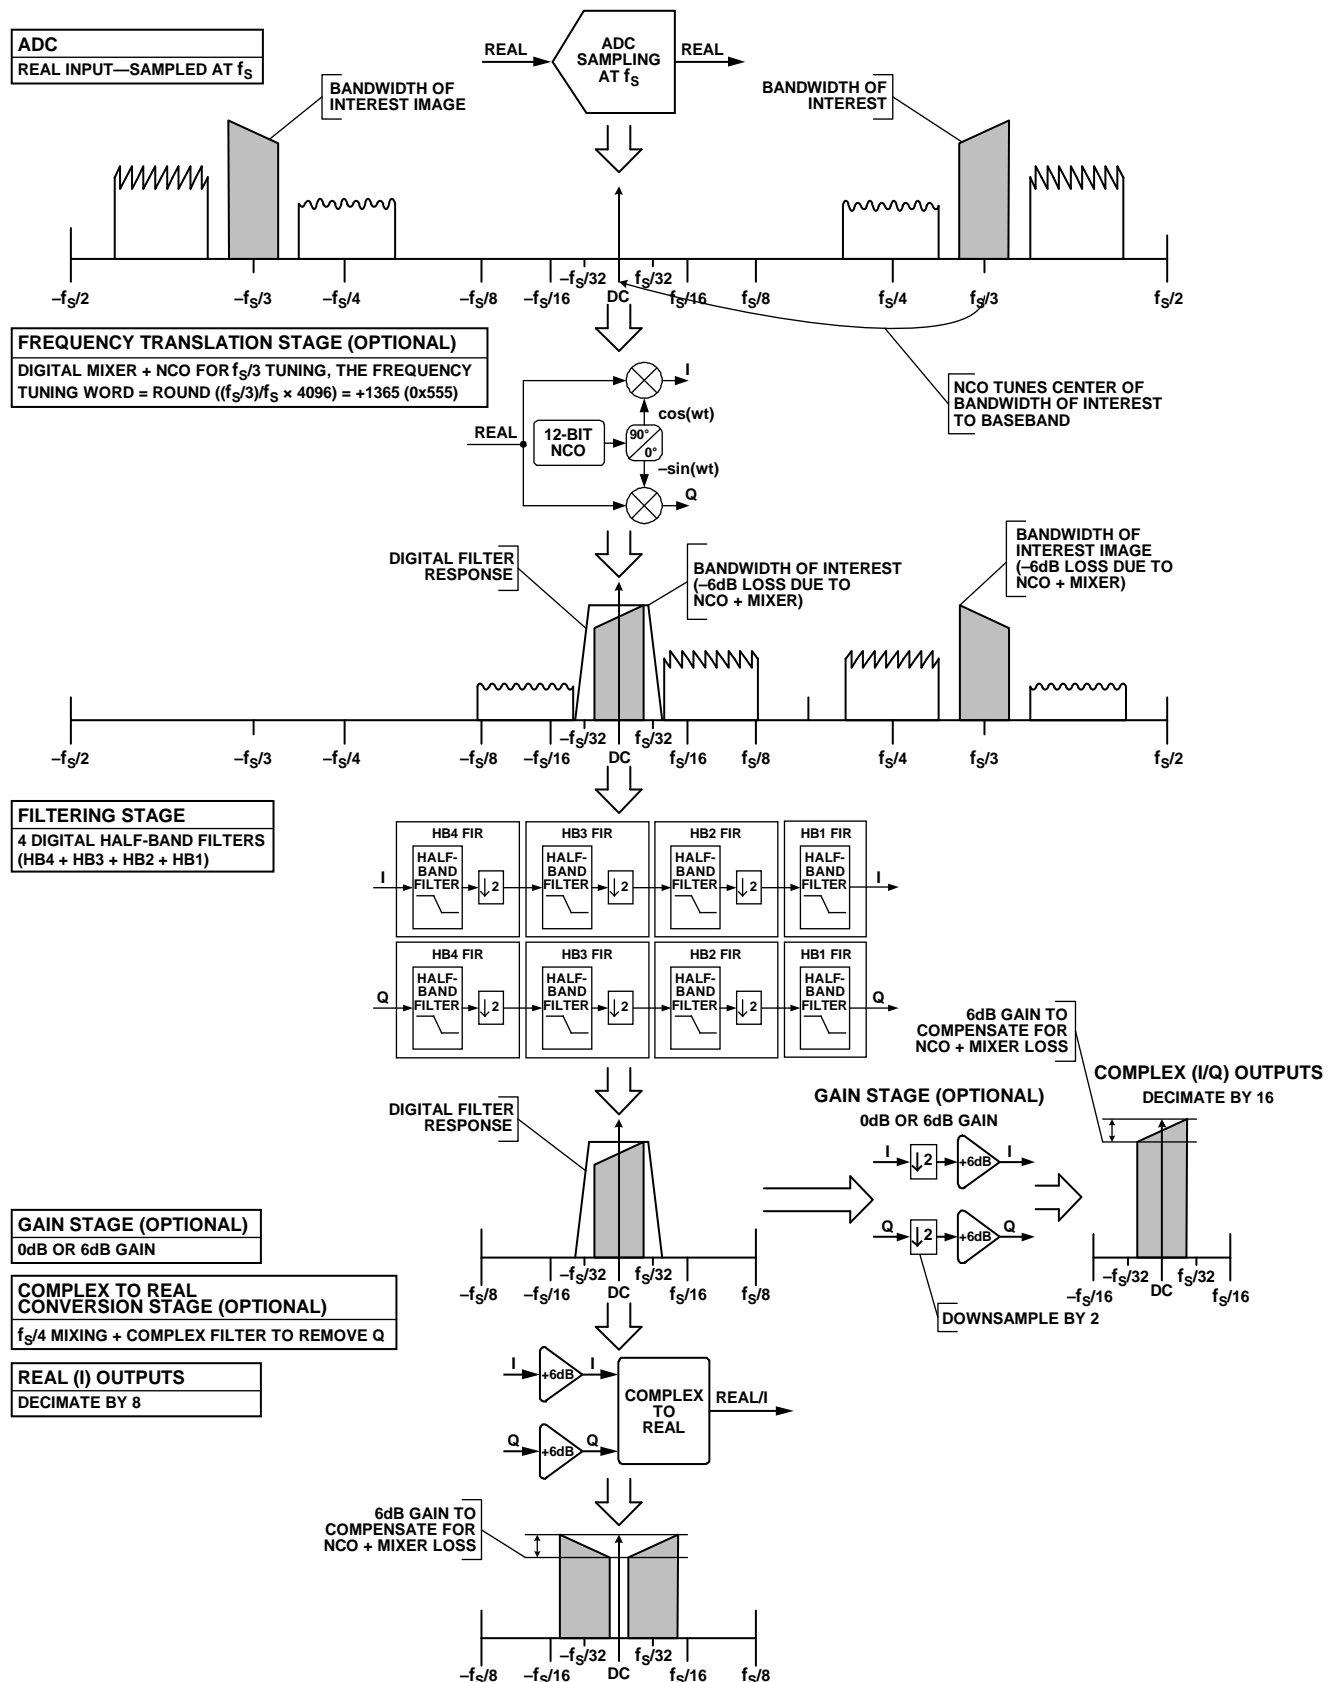 ADC
REAL INPUT—SAMPLED AT fS
REAL
ADC
SAMPLING
AT fS
REAL
BANDWIDTH OF
INTEREST IMAGE
BANDWIDTH OF
INTEREST
–fS/2
–fS/3
–fS/4
–fS/8
–fS/16
–fS/32
DC
fS/32
fS/16
fS/8
fS/4
fS/3
fS/2
FREQUENCY TRANSLATION STAGE (OPTIONAL)
DIGITAL MIXER + NCO FOR fS/3 TUNING, THE FREQUENCY
TUNING WORD = ROUND ((fS/3)/fS × 4096) = +1365 (0x555)
NCO TUNES CENTER OF
BANDWIDTH OF INTEREST
TO BASEBAND
I
cos(wt)
REAL
12-BIT
NCO
90°
0°
–sin(wt)
Q
DIGITAL FILTER
RESPONSE
BANDWIDTH OF INTEREST
(–6dB LOSS DUE TO
NCO + MIXER)
BANDWIDTH OF
INTEREST IMAGE
(–6dB LOSS DUE TO
NCO + MIXER)
–fS/2
–fS/3
–fS/4
–fS/8
–fS/16
–fS/32
DC
fS/32
fS/16
fS/8
fS/4
fS/3
fS/2
FILTERING STAGE
4 DIGITAL HALF-BAND FILTERS
(HB4 + HB3 + HB2 + HB1)
HB4 FIR
HB3 FIR
HB2 FIR
HB1 FIR
I
HALF-
BAND
FILTER
2
HALF-
BAND
FILTER
2
HALF-
BAND
FILTER
2
HALF-
BAND
FILTER
I
HB4 FIR
HB3 FIR
HB2 FIR
HB1 FIR
Q
HALF-
BAND
FILTER
2
HALF-
BAND
FILTER
2
HALF-
BAND
FILTER
2
HALF-
BAND
FILTER
Q
6dB GAIN TO
COMPENSATE FOR
NCO + MIXER LOSS
COMPLEX (I/Q) OUTPUTS
DECIMATE BY 16
GAIN STAGE (OPTIONAL)
0dB OR 6dB GAIN
DIGITAL FILTER
RESPONSE
I
2
+6dB
I
Q
2
+6dB
Q
DOWNSAMPLE BY 2
–fS/16
–fS/32
DC
fS/32
fS/16
–fS/8
–fS/16
–fS/32
DC
fS/32
fS/16
fS/8
GAIN STAGE (OPTIONAL)
0dB OR 6dB GAIN
COMPLEX TO REAL
CONVERSION STAGE (OPTIONAL)
fS/4 MIXING + COMPLEX FILTER TO REMOVE Q
REAL (I) OUTPUTS
DECIMATE BY 8
I
+6dB
I
Q
+6dB
Q
COMPLEX
TO
REAL
REAL/I
6dB GAIN TO
COMPENSATE FOR
NCO + MIXER LOSS
–fS/8
–fS/16
–fS/32
DC
fS/32
fS/16
fS/8